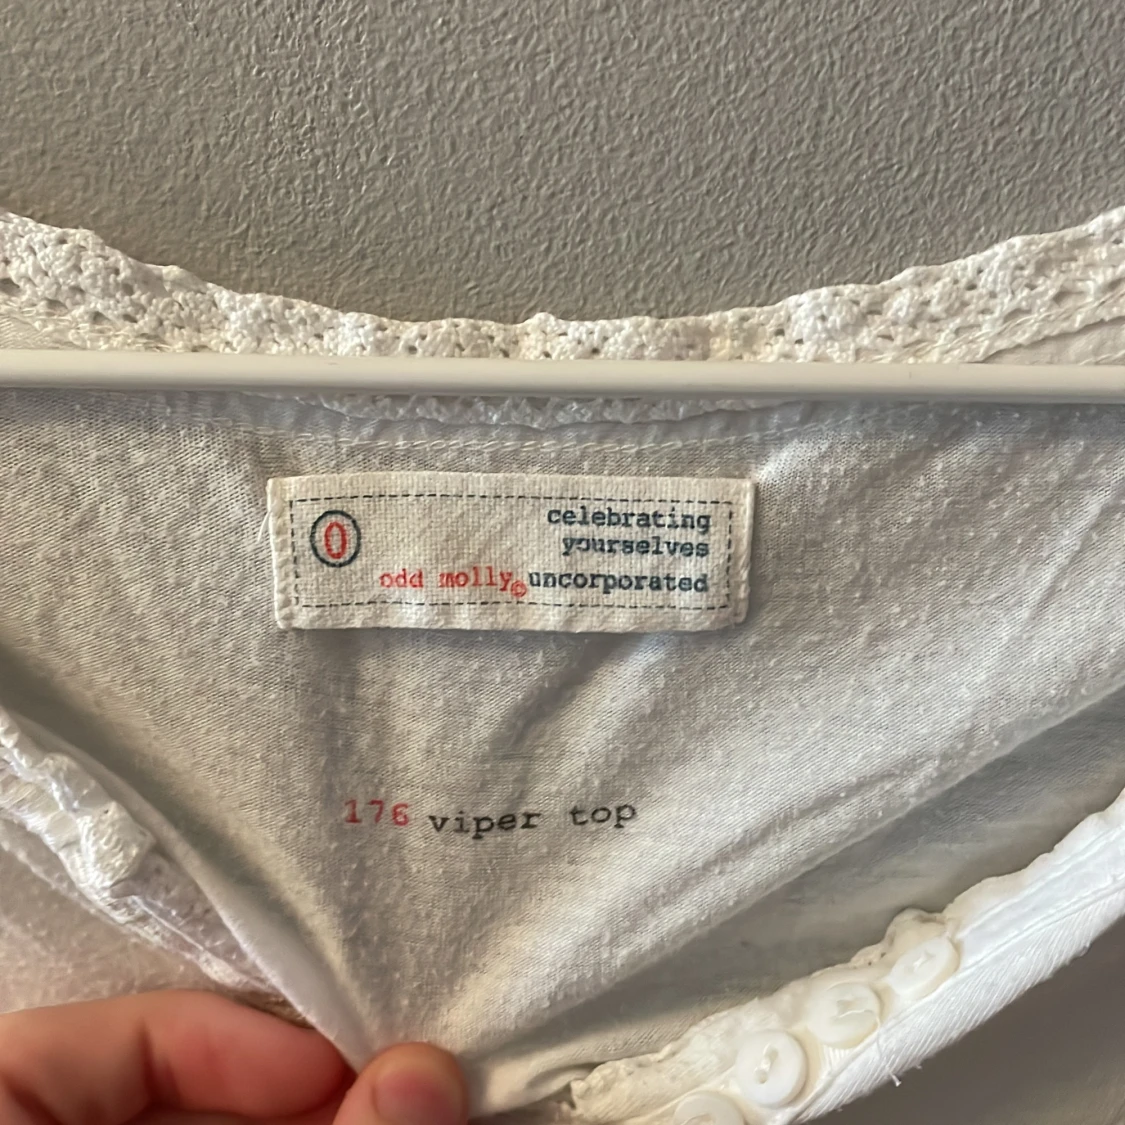 0
celebrating
yourselves
odd molly© uncorporated
176 viper top